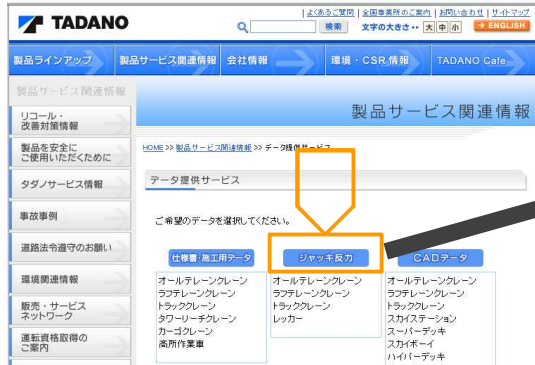 TADANO
よくあるご質問 | 全国事業所のご案内 | お問い合わせ | サイトマップ
検索 文字の大きさ 大 中 小 ENGLISH
製品ラインアップ 製品サービス関連情報 会社情報 環境・CSR情報 TADANO Cafe
製品サービス関連情報
製品サービス関連情報
リコール・
改善対策情報
製品を安全に
ご使用いただくために
タダノサービス情報
事故事例
道路法令遵守のお願い
環境関連情報
販売・サービス
ネットワーク
運転資格取得の
ご案内
HOME >> 製品サービス関連情報 >> データ提供サービス
データ提供サービス
ご希望のデータを選択してください。
仕様書・施工用データ
オールテレーンクレーン
ラフテレーンクレーン
トラッククレーン
タワーリーチクレーン
カーゴクレーン
高所作業車
ジャッキ反力
オールテレーンクレーン
ラフテレーンクレーン
トラッククレーン
レッカー
CADデータ
オールテレーンクレーン
ラフテレーンクレーン
トラッククレーン
スカイステーション
スーパーデッキ
スカイボーイ
ハイパーデッキ